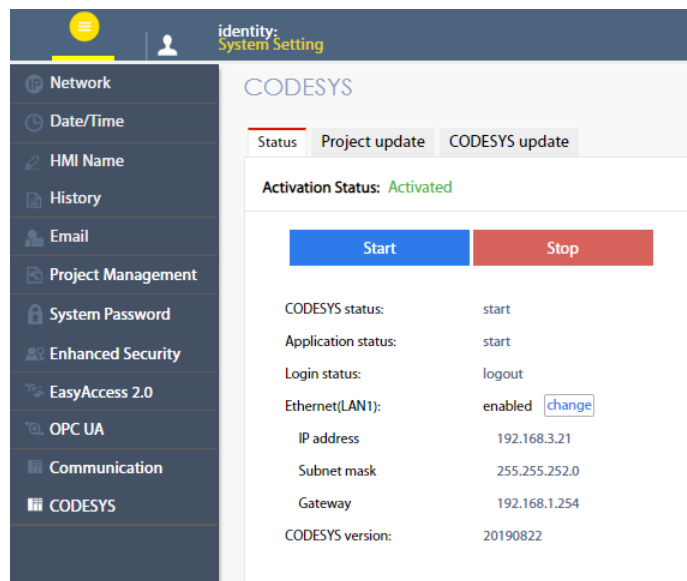 identity:
System Setting
Network
Date/Time
HMI Name
History
Email
Project Management
System Password
Enhanced Security
EasyAccess 2.0
OPC UA
Communication
CODESYS
CODESYS
Status Project update CODESYS update
Activation Status: Activated
Start Stop
CODESYS status: start
Application status: start
Login status: logout
Ethernet(LAN1): enabled change
IP address 192.168.3.21
Subnet mask 255.255.252.0
Gateway 192.168.1.254
CODESYS version: 20190822